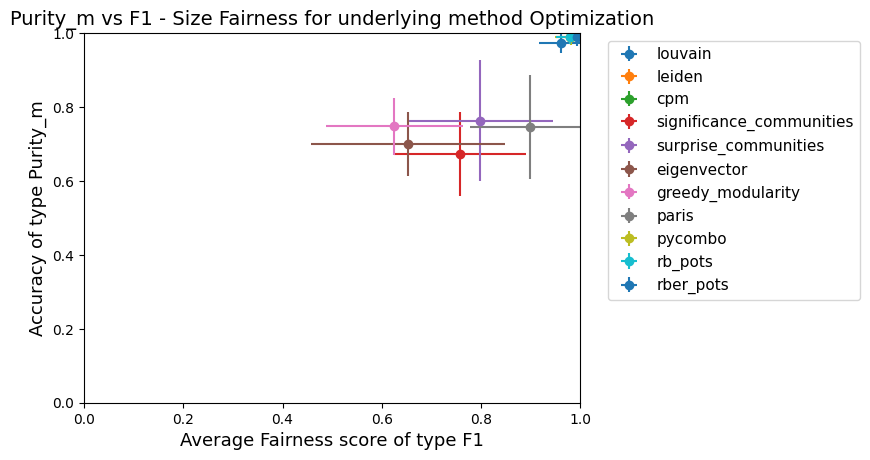 Purity_m vs F1 - Size Fairness for underlying method Optimization
1.0
0.8
0.6
0.4
0.2
0.0
Accuracy of type Purity_m
0.0 0.2 0.4 0.6 0.8 1.0
Average Fairness score of type F1
louvain
leiden
cpm
significance_communities
surprise_communities
eigenvector
greedy_modularity
paris
pycombo
rb_pots
rber_pots